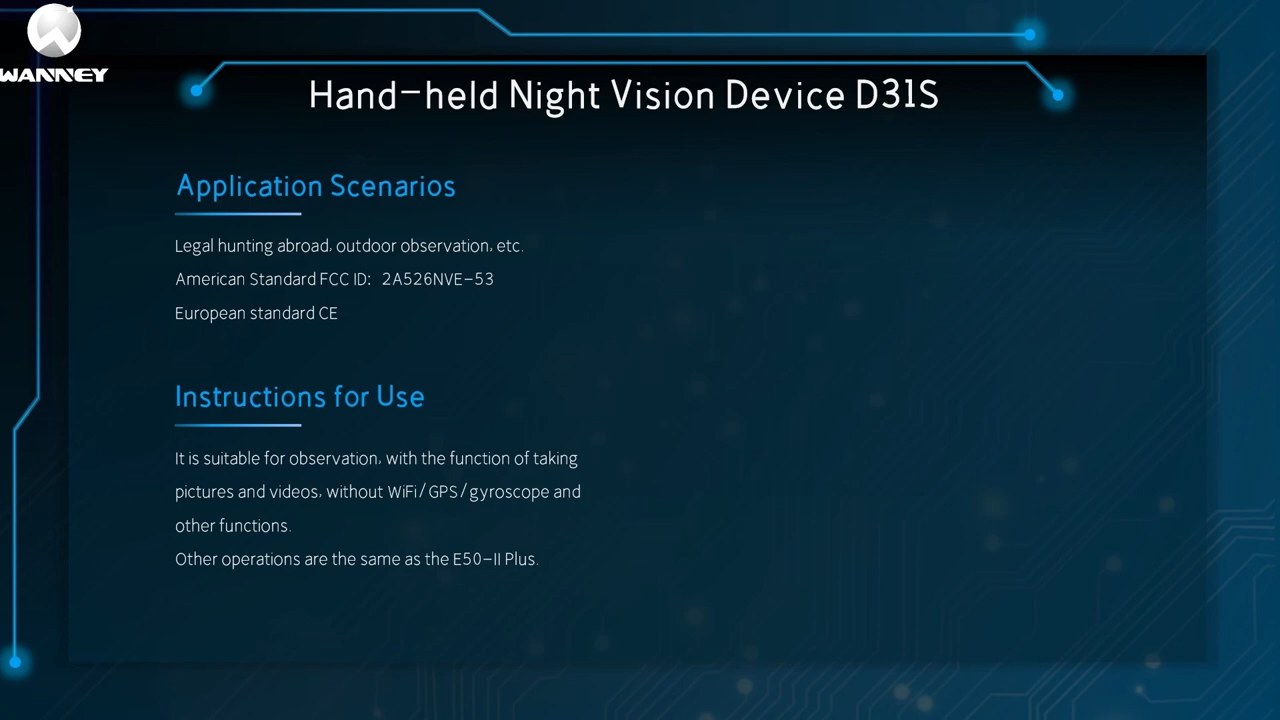 WANNEY
Hand-held Night Vision Device D31S
Application Scenarios
Legal hunting abroad, outdoor observation, etc.
American Standard FCC ID: 2A526NVE-53
European standard CE
Instructions for Use
It is suitable for observation, with the function of taking
pictures and videos, without WiFi/GPS/gyroscope and
other functions.
Other operations are the same as the E50-II Plus.